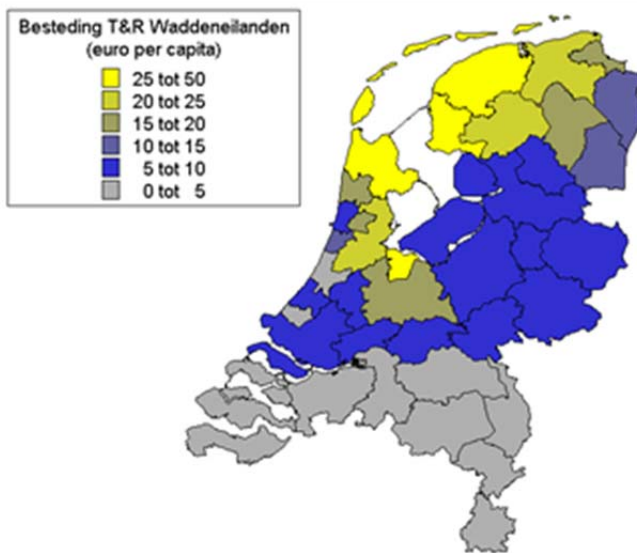 Besteding T&R Waddeneilanden
(euro per capita)
25 tot 50
20 tot 25
15 tot 20
10 tot 15
5 tot 10
0 tot 5